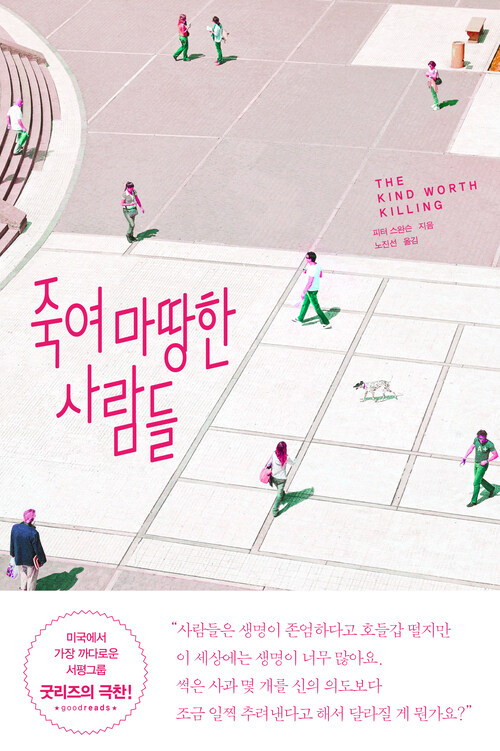 THE
KIND WORTH
KILLING
피터 스완슨 지음
노진선 옮김
죽여 마땅한
사람들
미국에서
가장 까다로운
서평그룹
굿리즈의 극찬!
★goodreads★
“사람들은 생명이 존엄하다고 호들갑 떨지만
이 세상에는 생명이 너무 많아요.
썩은 사과 몇 개를 신의 의도보다
조금 일찍 추려낸다고 해서 달라질 게 뭔가요?”